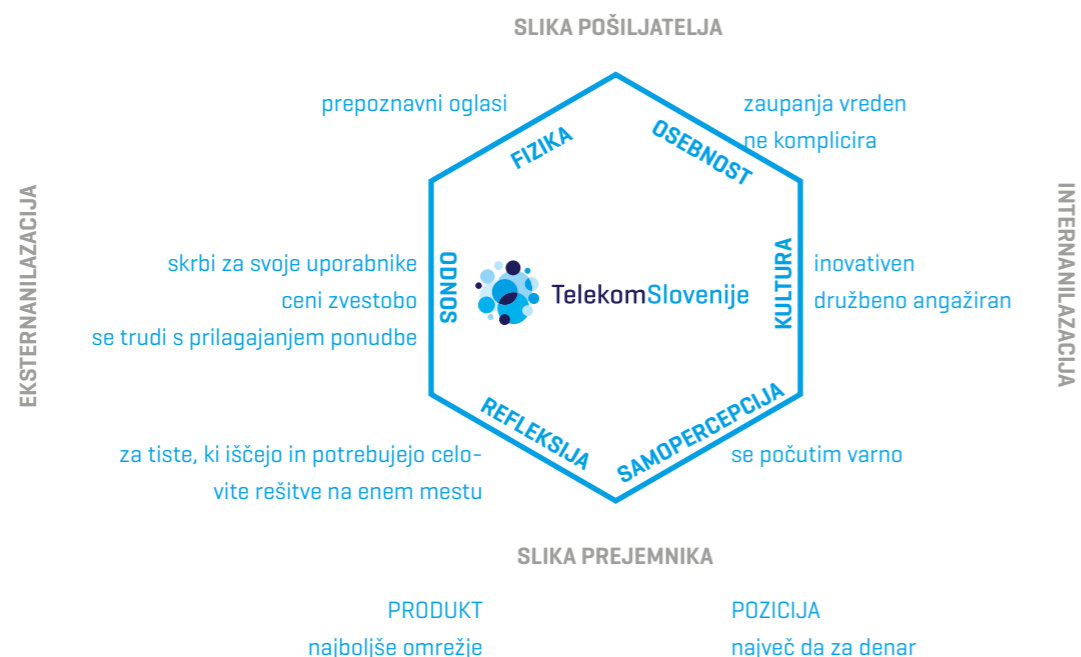 SLIKA POŠILJATELJA
prepoznavni oglasi
zaupanja vreden
ne komplicira
FIZIKA
OSEBNOST
EKSTERNANILAZACIJA
INTERNANILAZACIJA
skrbi za svoje uporabnike
ceni zvestobo
se trudi s prilagajanjem ponudbe
ODNOS
TelekomSlovenije
KULTURA
inovativen
družbeno angažiran
REFLEKSIJA
SAMOPERCEPCIJA
za tiste, ki iščejo in potrebujejo celo-
vite rešitve na enem mestu
se počutim varno
SLIKA PREJEMNIKA
PRODUKT
najboljše omrežje
POZICIJA
največ da za denar